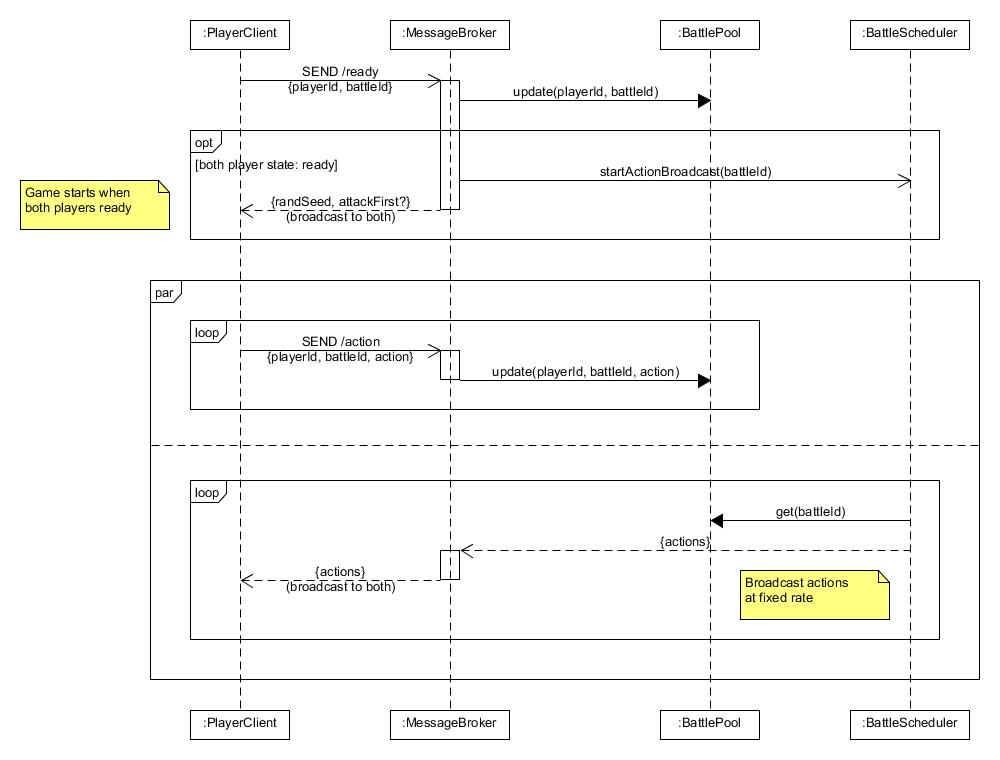 :PlayerClient
:MessageBroker
:BattlePool
:BattleScheduler
SEND /ready
{playerId, battleId}
update(playerId, battleId)
opt
[both player state: ready]
startActionBroadcast(battleId)
Game starts when
both players ready
{randSeed, attackFirst?}
(broadcast to both)
par
loop
SEND /action
{playerId, battleId, action}
update(playerId, battleId, action)
loop
get(battleId)
{actions}
{actions}
(broadcast to both)
Broadcast actions
at fixed rate
:PlayerClient
:MessageBroker
:BattlePool
:BattleScheduler